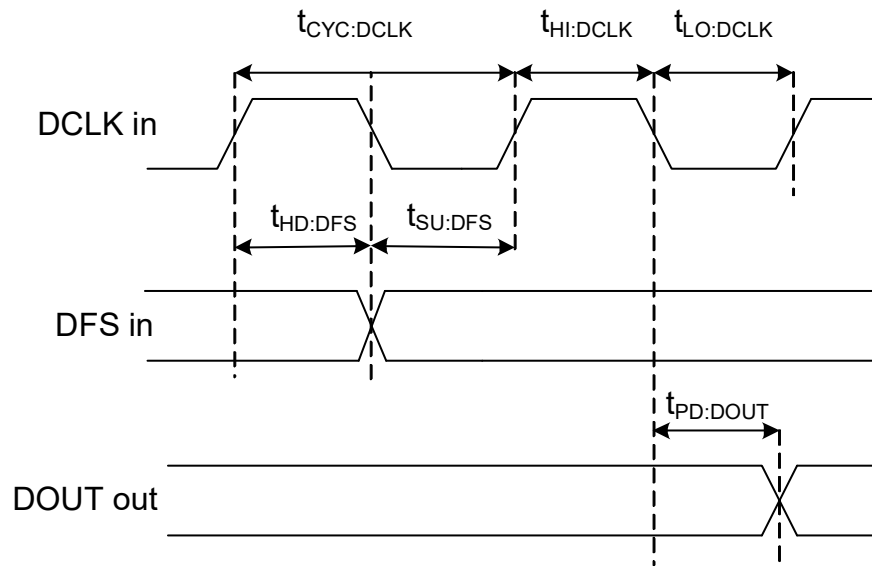 tCYC:DCLK tHI:DCLK tLO:DCLK
DCLK in
tHD:DFS tSU:DFS
DFS in
tPD:DOUT
DOUT out